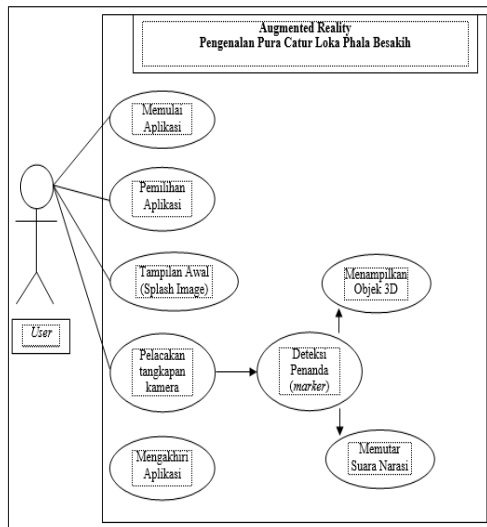 Augmented Reality
Pengenalan Pura Catur Loka Phala Besakih
Memulai
Aplikasi
Pemilihan
Aplikasi
Tampilan Awal
(Splash Image)
Menampilkan
Objek 3D
User
Pelacakan
tangkapan
kamera
Deteksi
Penanda
(marker)
Mengakhiri
Aplikasi
Memutar
Suara Narasi